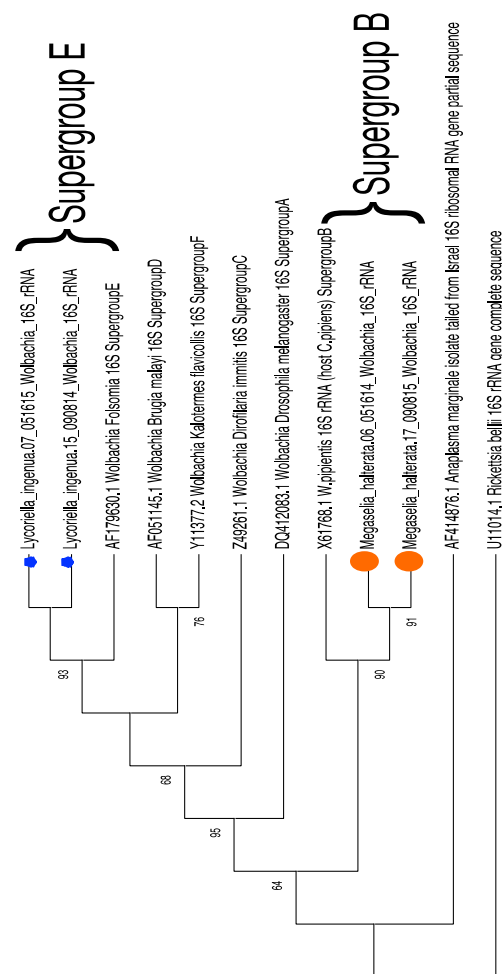 Supergroup E
Lycoriella_ingenua.07_051615_Wolbachia_16S_rRNA
Lycoriella_ingenua.15_090814_Wolbachia_16S_rRNA
AF179630.1 Wolbachia Folsomia 16S SupergroupE
AF051145.1 Wolbachia Brugia malayi 16S SupergroupD
Y11377.2 Wolbachia Kalotermes flavicollis 16S SupergroupF
Z49261.1 Wolbachia Dirofilaria immitis 16S SupergroupC
DQ412083.1 Wolbachia Drosophila melanogaster 16S SupergroupA
Supergroup B
X61768.1 W.pipientis 16S rRNA (host C.pipiens) SupergroupB
Megaselia_halterata.06_051614_Wolbachia_16S_rRNA
Megaselia_halterata.17_090815_Wolbachia_16S_rRNA
AF414876.1 Anaplasma marginale isolate tailed from Israel 16S ribosomal RNA gene partial sequence
U11014.1 Rickettsia bellii 16S rRNA gene complete sequence
93
76
68
95
64
90
91